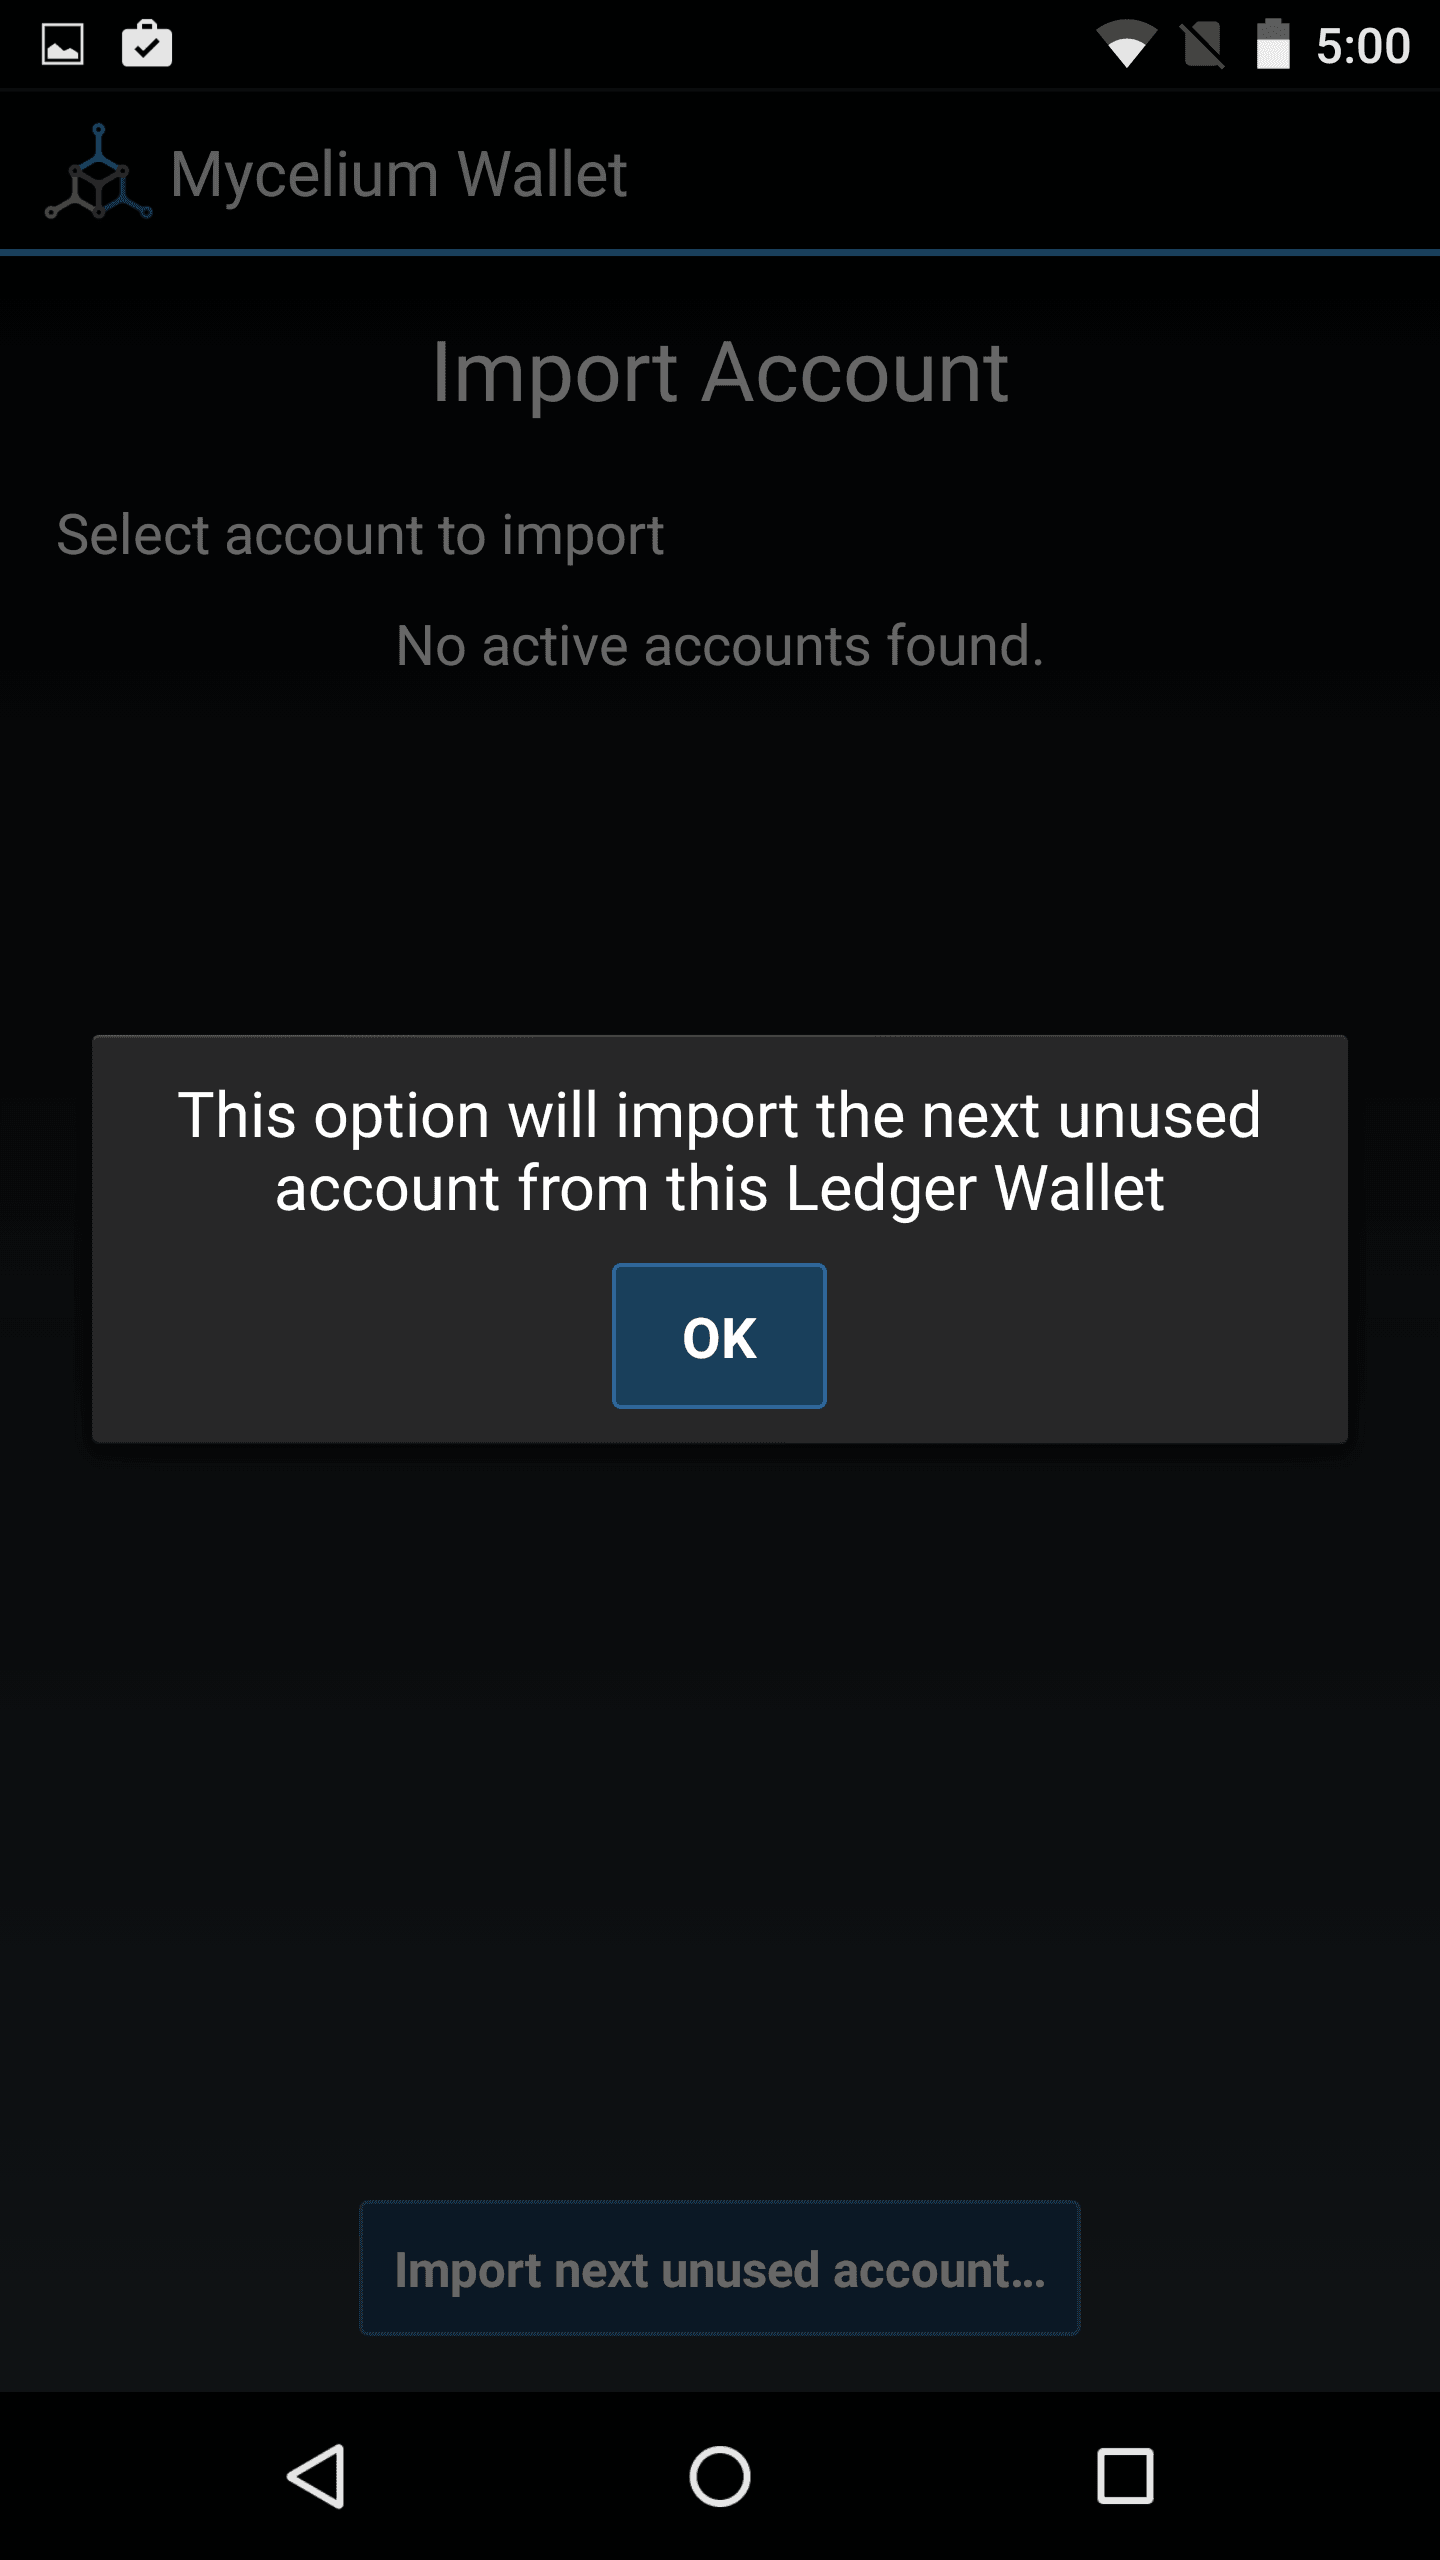 5:00
Mycelium Wallet
Import Account
Select account to import
No active accounts found.
This option will import the next unused
account from this Ledger Wallet
OK
Import next unused account...